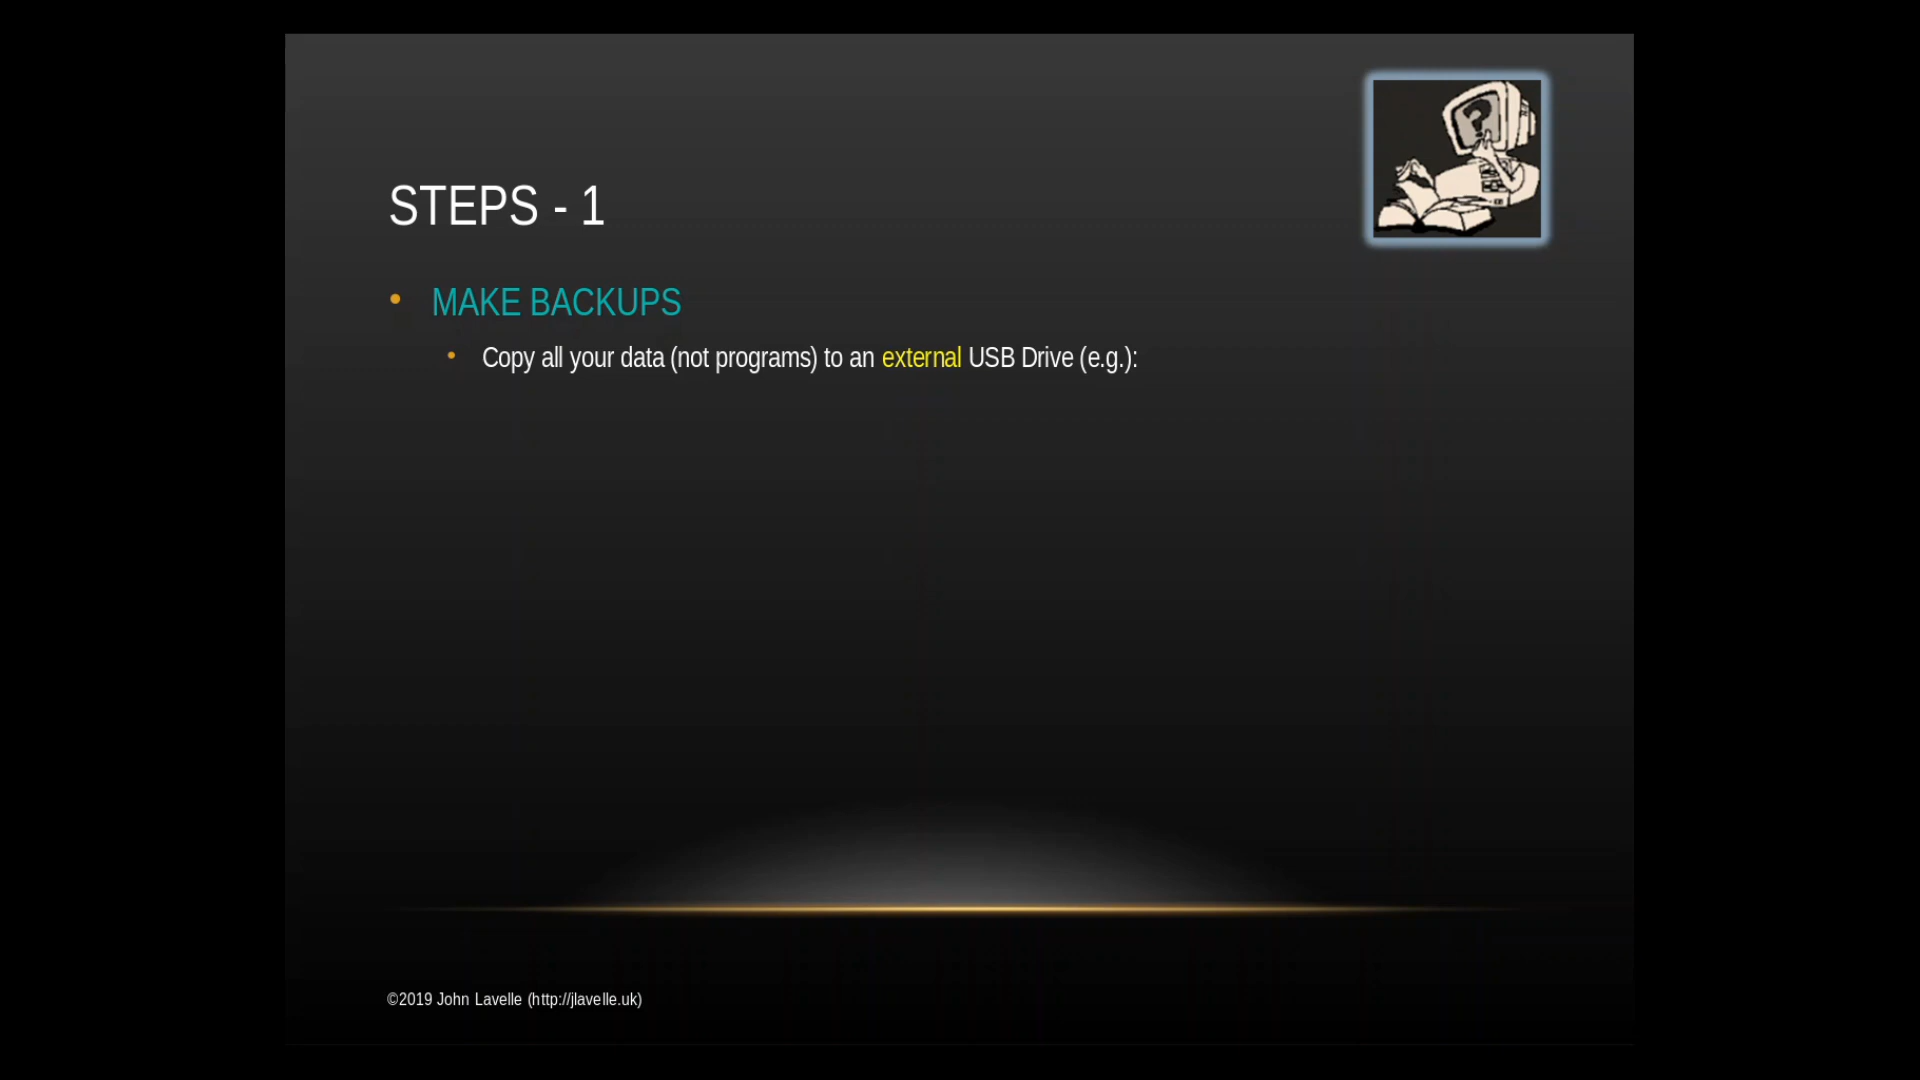 STEPS - 1
• MAKE BACKUPS
• Copy all your data (not programs) to an external USB Drive (e.g.):
©2019 John Lavelle (http://jlavelle.uk)